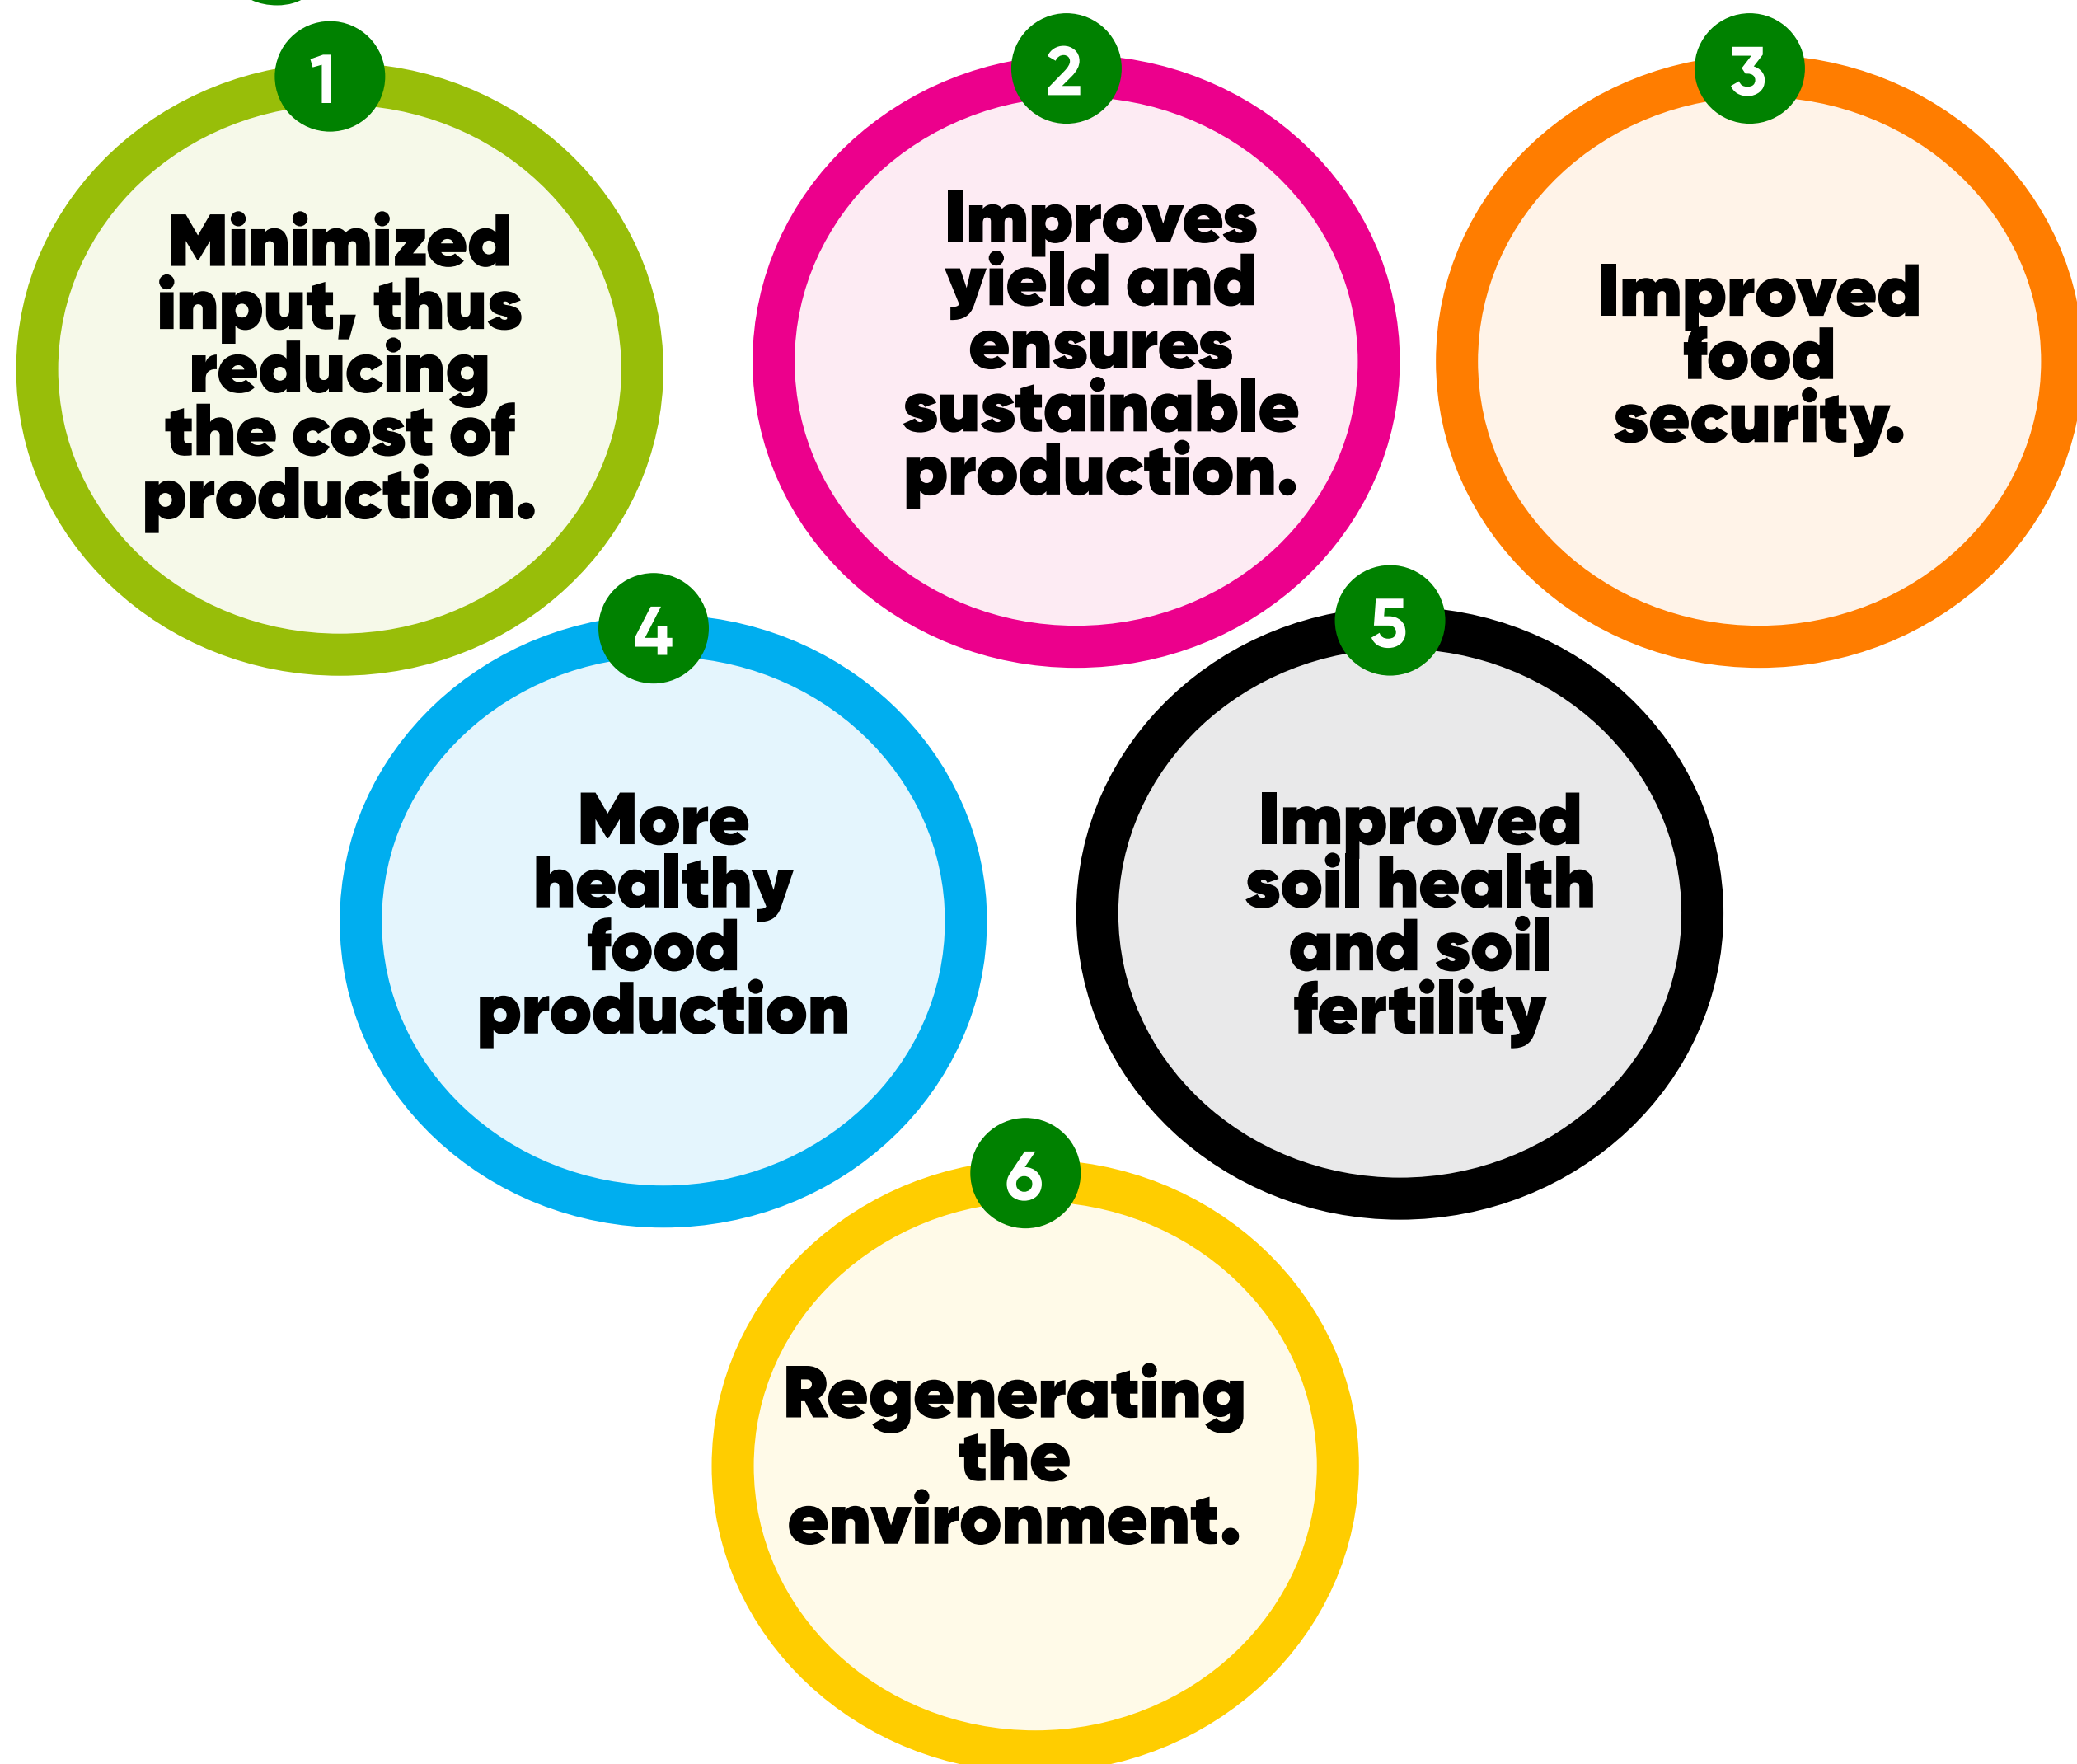 1
Minimized
input, thus
reducing
the cost of
production.
2
Improves
yield and
ensures
sustainable
production.
3
Improved
food
security.
4
More
healthy
food
production
5
Improved
soil health
and soil
fertility
6
Regenerating
the
environment.